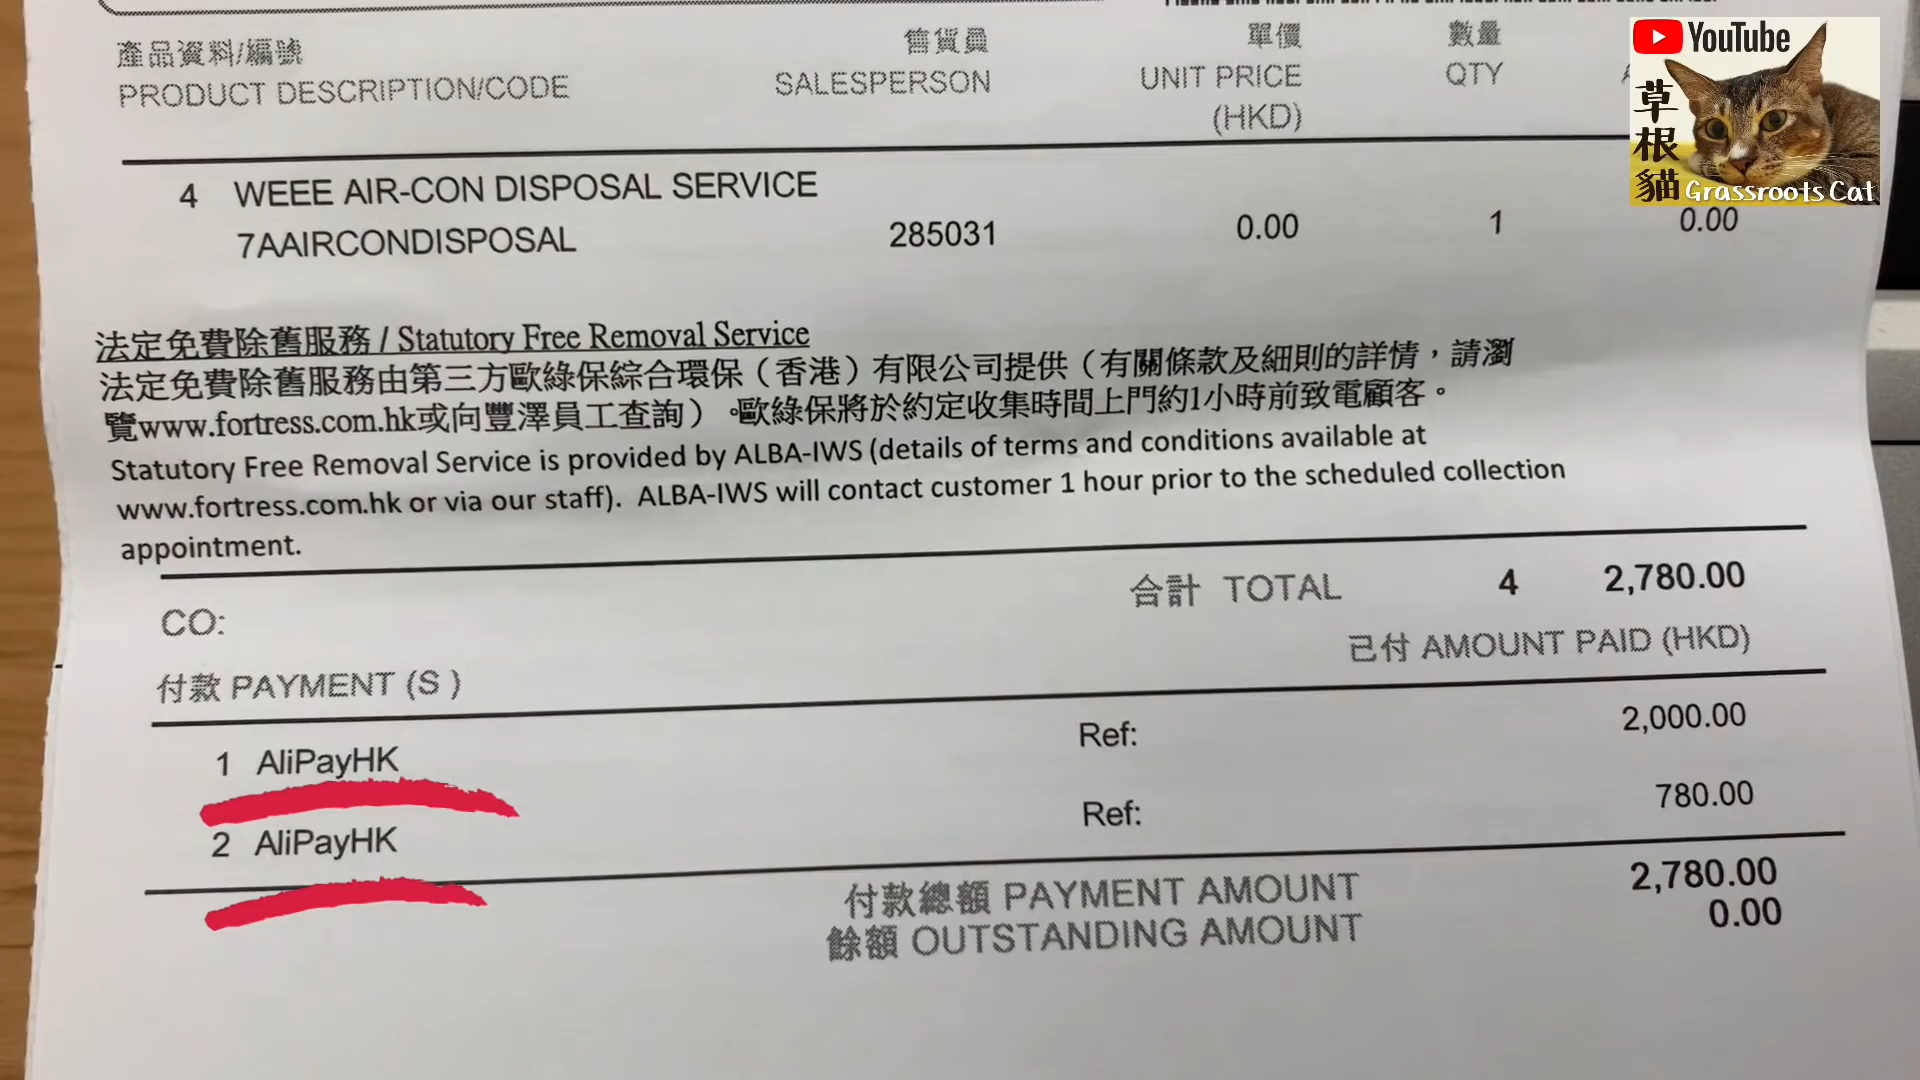 產品資料/編號 售貨員 單價 數量
PRODUCT DESCRIPTION/CODE SALESPERSON UNIT PRICE QTY
(HKD)
4 WEEE AIR-CON DISPOSAL SERVICE
7AAIRCONDISPOSAL 285031 0.00 1 0.00
法定免費除舊服務 / Statutory Free Removal Service
法定免費除舊服務由第三方歐綠保綜合環保（香港）有限公司提供（有關條款及細則的詳情，請瀏
覽www.fortress.com.hk或向豐澤員工查詢）。歐綠保將於約定收集時間上門約1小時前致電顧客。
Statutory Free Removal Service is provided by ALBA-IWS (details of terms and conditions available at
www.fortress.com.hk or via our staff). ALBA-IWS will contact customer 1 hour prior to the scheduled collection
appointment.
合計 TOTAL 4 2,780.00
CO:
已付 AMOUNT PAID (HKD)
付款 PAYMENT (S )
1 AliPayHK Ref: 2,000.00
2 AliPayHK Ref: 780.00
付款總額 PAYMENT AMOUNT 2,780.00
餘額 OUTSTANDING AMOUNT 0.00
YouTube
草根貓
Grassroots Cat